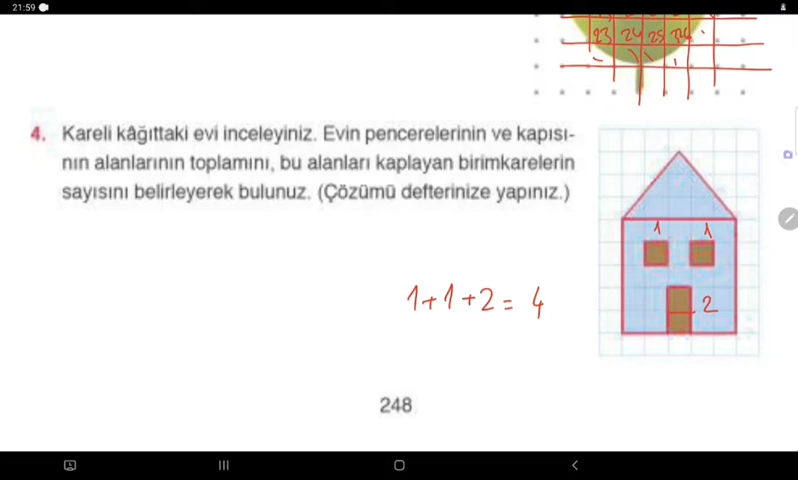 21:59
23 24 25 26
4. Kareli kâğıttaki evi inceleyiniz. Evin pencerelerinin ve kapısı-
nın alanlarının toplamını, bu alanları kaplayan birimkarelerin
sayısını belirleyerek bulunuz. (Çözümü defterinize yapınız.)
1 1
1+1+2= 4
2
248